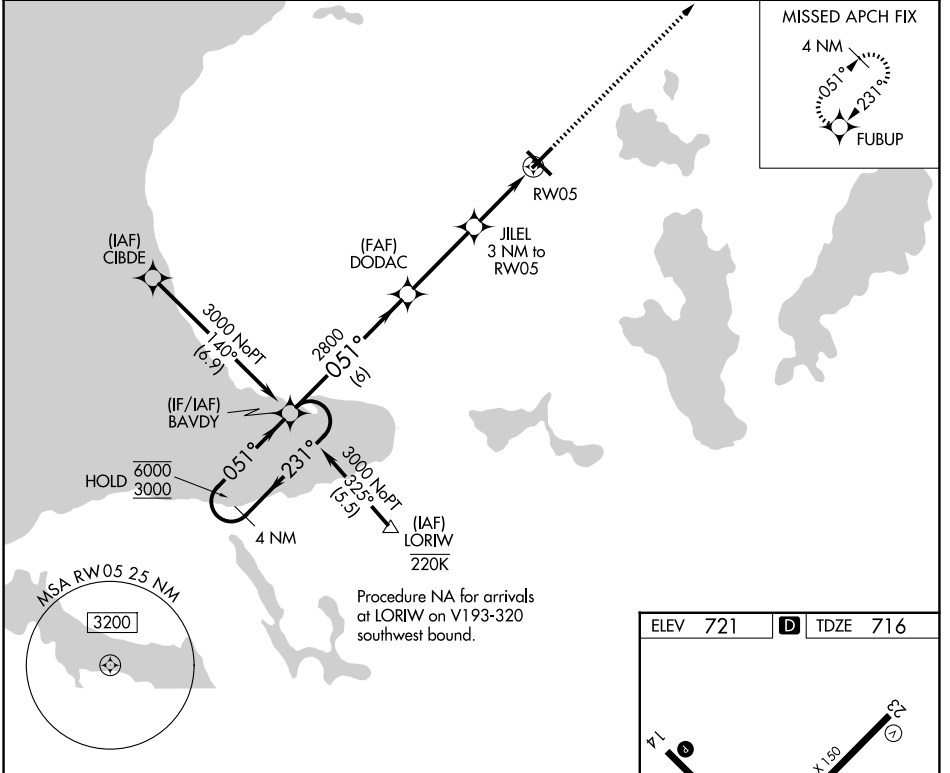 MISSED APCH FIX
4 NM
051°
231°
FUBUP
RW05
JILEL
3 NM to
RW05
(FAF)
DODAC
(IAF)
CIBDE
3000 NoPT
140°
(6.9)
2800
051°
(6)
(IF/IAF)
BAVDY
051°
231°
HOLD
6000
3000
4 NM
3000 NoPT
325°
(5.5)
(IAF)
LORIW
220K
Procedure NA for arrivals
at LORIW on V193-320
southwest bound.
MSA RW05 25 NM
3200
ELEV 721 D TDZE 716
14
P
23
V
X 150